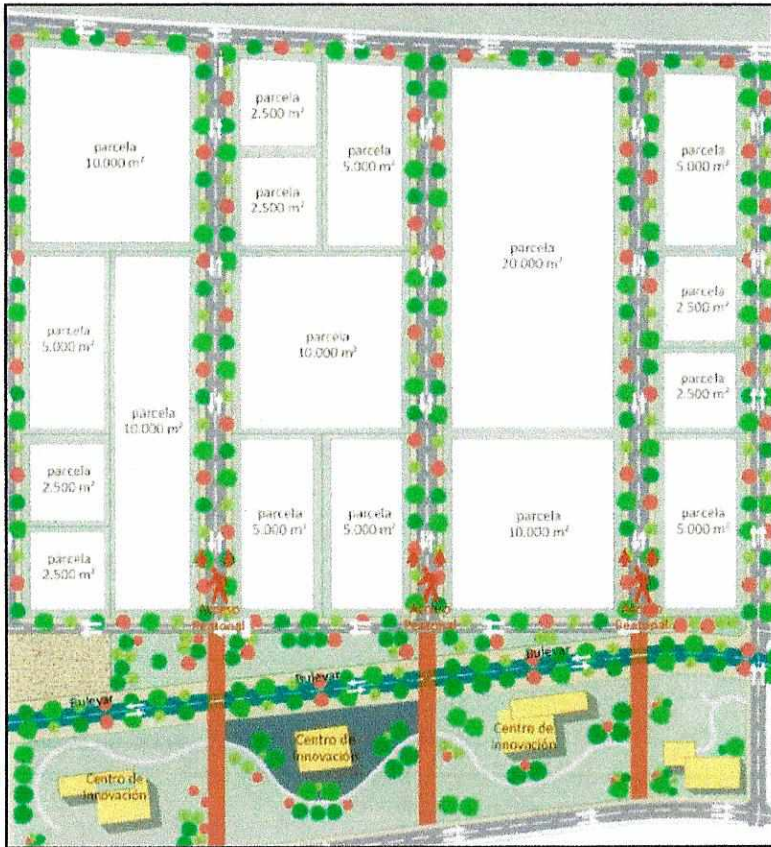 parcela
10.000 m²
parcela
5.000 m²
parcela
10.000 m²
parcela
2.500 m²
parcela
2.500 m²
parcela
2.500 m²
parcela
5.000 m²
parcela
2.500 m²
parcela
10.000 m²
parcela
5.000 m²
parcela
5.000 m²
parcela
20.000 m²
parcela
10.000 m²
parcela
5.000 m²
parcela
2.500 m²
parcela
2.500 m²
parcela
5.000 m²
Acceso
Peatonal
Acceso
Peatonal
Acceso
Peatonal
Bulevar
Bulevar
Bulevar
Centro de
innovación
Centro de
innovación
Centro de
innovación